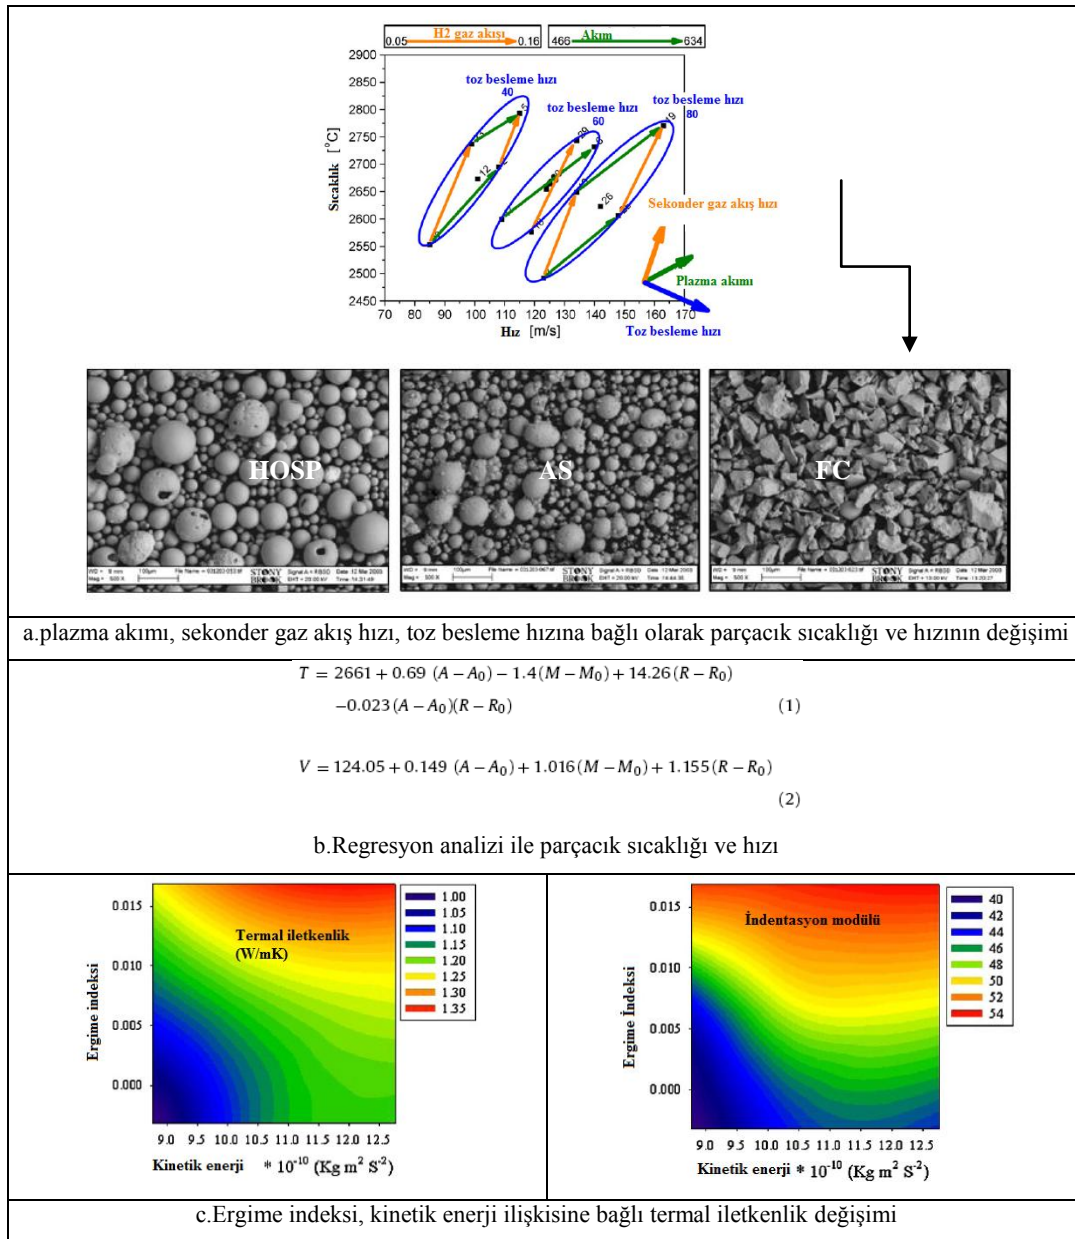 0.05 H2 gaz akışı 0.16 466 Akım 634
2900
2850
2800
2750
2700
2650
2600
2550
2500
2450
Sıcaklık [°C]
toz besleme hızı
40
toz besleme hızı
60
toz besleme hızı
80
5
12
29
19
26
Sekonder gaz akış hızı
Plazma akımı
Toz besleme hızı
70 80 90 100 110 120 130 140 150 160 170
Hız [m/s]
HOSP
AS
FC
STONY
BROOK
STONY
BROOK
STONY
BROOK
a.plazma akımı, sekonder gaz akış hızı, toz besleme hızına bağlı olarak parçacık sıcaklığı ve hızının değişimi
T = 2661 + 0.69 (A − A₀) − 1.4(M − M₀) + 14.26(R − R₀)
−0.023(A − A₀)(R − R₀) (1)
V = 124.05 + 0.149 (A − A₀) + 1.016(M − M₀) + 1.155(R − R₀)
(2)
b.Regresyon analizi ile parçacık sıcaklığı ve hızı
Ergime indeksi
0.015
0.010
0.005
0.000
Termal iletkenlik
(W/mK)
1.00
1.05
1.10
1.15
1.20
1.25
1.30
1.35
9.0 9.5 10.0 10.5 11.0 11.5 12.0 12.5
Kinetik enerji * 10⁻¹⁰ (Kg m² S⁻²)
Ergime İndeksi
0.015
0.010
0.005
0.000
İndentasyon modülü
40
42
44
46
48
50
52
54
9.0 9.5 10.0 10.5 11.0 11.5 12.0 12.5
Kinetik enerji * 10⁻¹⁰ (Kg m² S⁻²)
c.Ergime indeksi, kinetik enerji ilişkisine bağlı termal iletkenlik değişimi